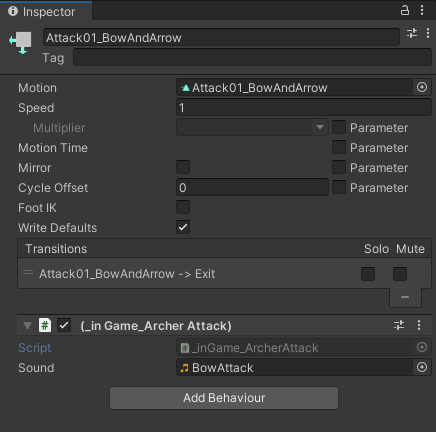 Inspector
Attack01_BowAndArrow
Tag
Motion Attack01_BowAndArrow
Speed 1
Multiplier Parameter
Motion Time Parameter
Mirror Parameter
Cycle Offset 0 Parameter
Foot IK
Write Defaults
Transitions Solo Mute
Attack01_BowAndArrow -> Exit
# (_in Game_Archer Attack)
Script _inGame_ArcherAttack
Sound BowAttack
Add Behaviour